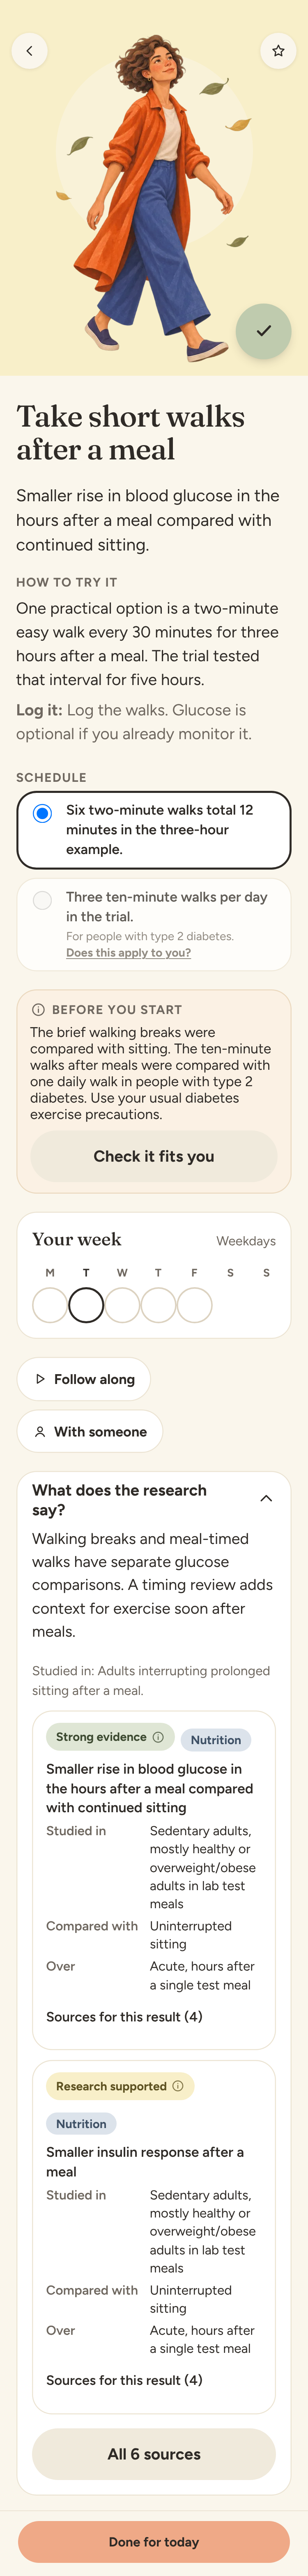 Take short walks
after a meal
Smaller rise in blood glucose in the
hours after a meal compared with
continued sitting.
HOW TO TRY IT
One practical option is a two-minute
easy walk every 30 minutes for three
hours after a meal. The trial tested
that interval for five hours.
Log it: Log the walks. Glucose is
optional if you already monitor it.
SCHEDULE
Six two-minute walks total 12
minutes in the three-hour
example.
Three ten-minute walks per day
in the trial.
For people with type 2 diabetes.
Does this apply to you?
BEFORE YOU START
The brief walking breaks were
compared with sitting. The ten-minute
walks after meals were compared with
one daily walk in people with type 2
diabetes. Use your usual diabetes
exercise precautions.
Check it fits you
Your week Weekdays
M T W T F S S
Follow along
With someone
What does the research
say?
Walking breaks and meal-timed
walks have separate glucose
comparisons. A timing review adds
context for exercise soon after
meals.
Studied in: Adults interrupting prolonged
sitting after a meal.
Strong evidence Nutrition
Smaller rise in blood glucose in
the hours after a meal compared
with continued sitting
Studied in Sedentary adults,
mostly healthy or
overweight/obese
adults in lab test
meals
Compared with Uninterrupted
sitting
Over Acute, hours after
a single test meal
Sources for this result (4)
Research supported
Nutrition
Smaller insulin response after a
meal
Studied in Sedentary adults,
mostly healthy or
overweight/obese
adults in lab test
meals
Compared with Uninterrupted
sitting
Over Acute, hours after
a single test meal
Sources for this result (4)
All 6 sources
Done for today